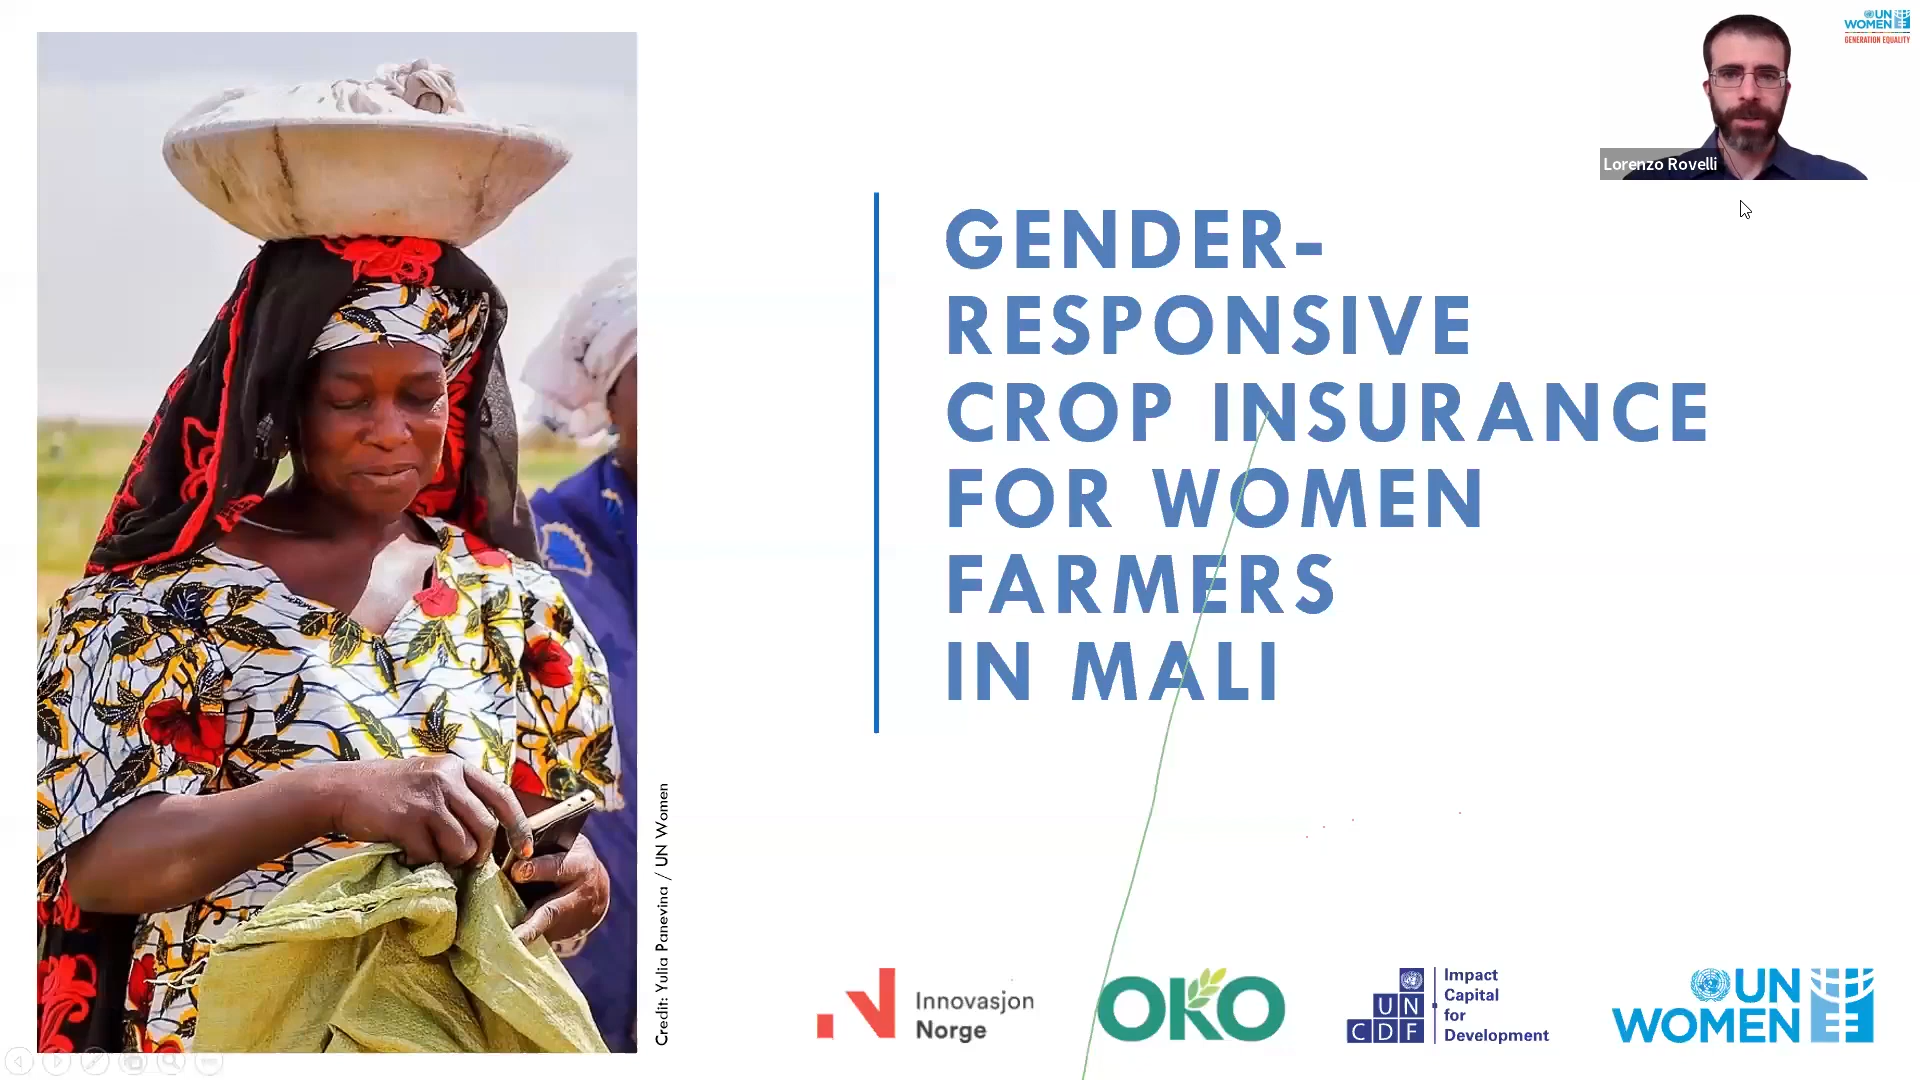 UN
WOMEN
GENERATION EQUALITY
Lorenzo Rovelli
GENDER-
RESPONSIVE
CROP INSURANCE
FOR WOMEN
FARMERS
IN MALI
Credit: Yulia Panevina / UN Women
Innovasjon
Norge
OKO
UN
CDF
Impact
Capital
for
Development
UN
WOMEN